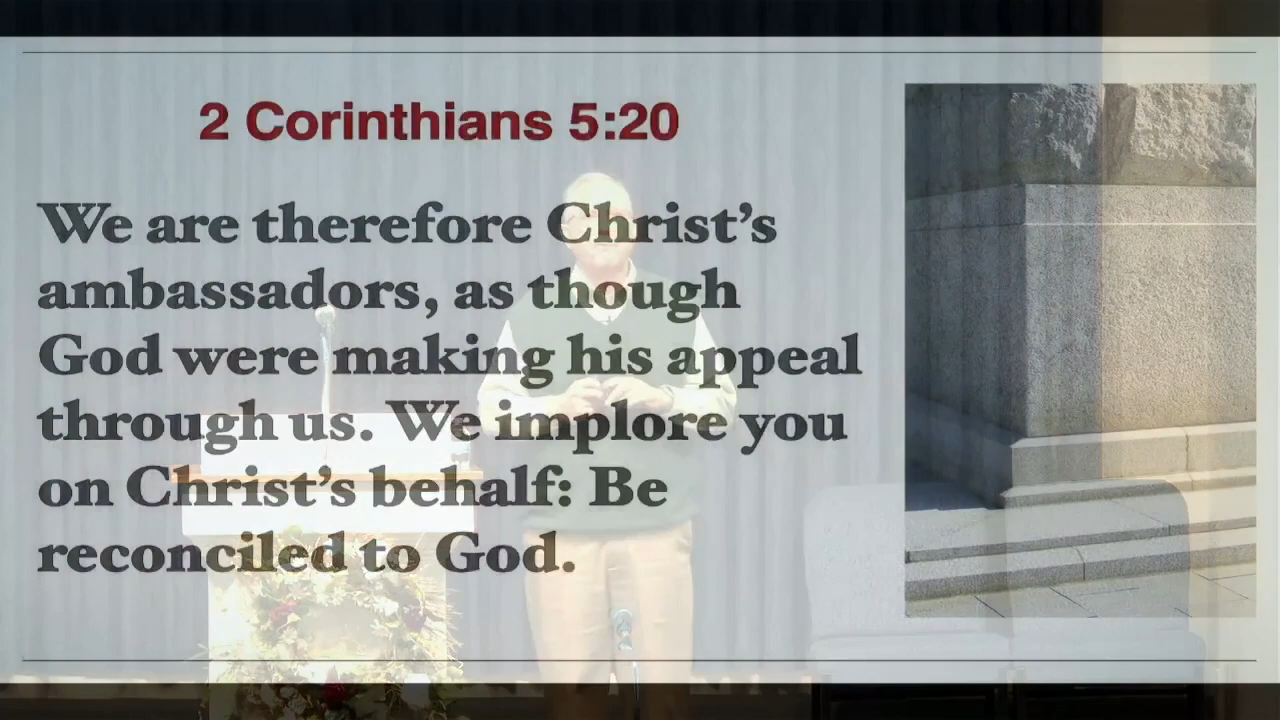 2 Corinthians 5:20
We are therefore Christ’s
ambassadors, as though
God were making his appeal
through us. We implore you
on Christ’s behalf: Be
reconciled to God.